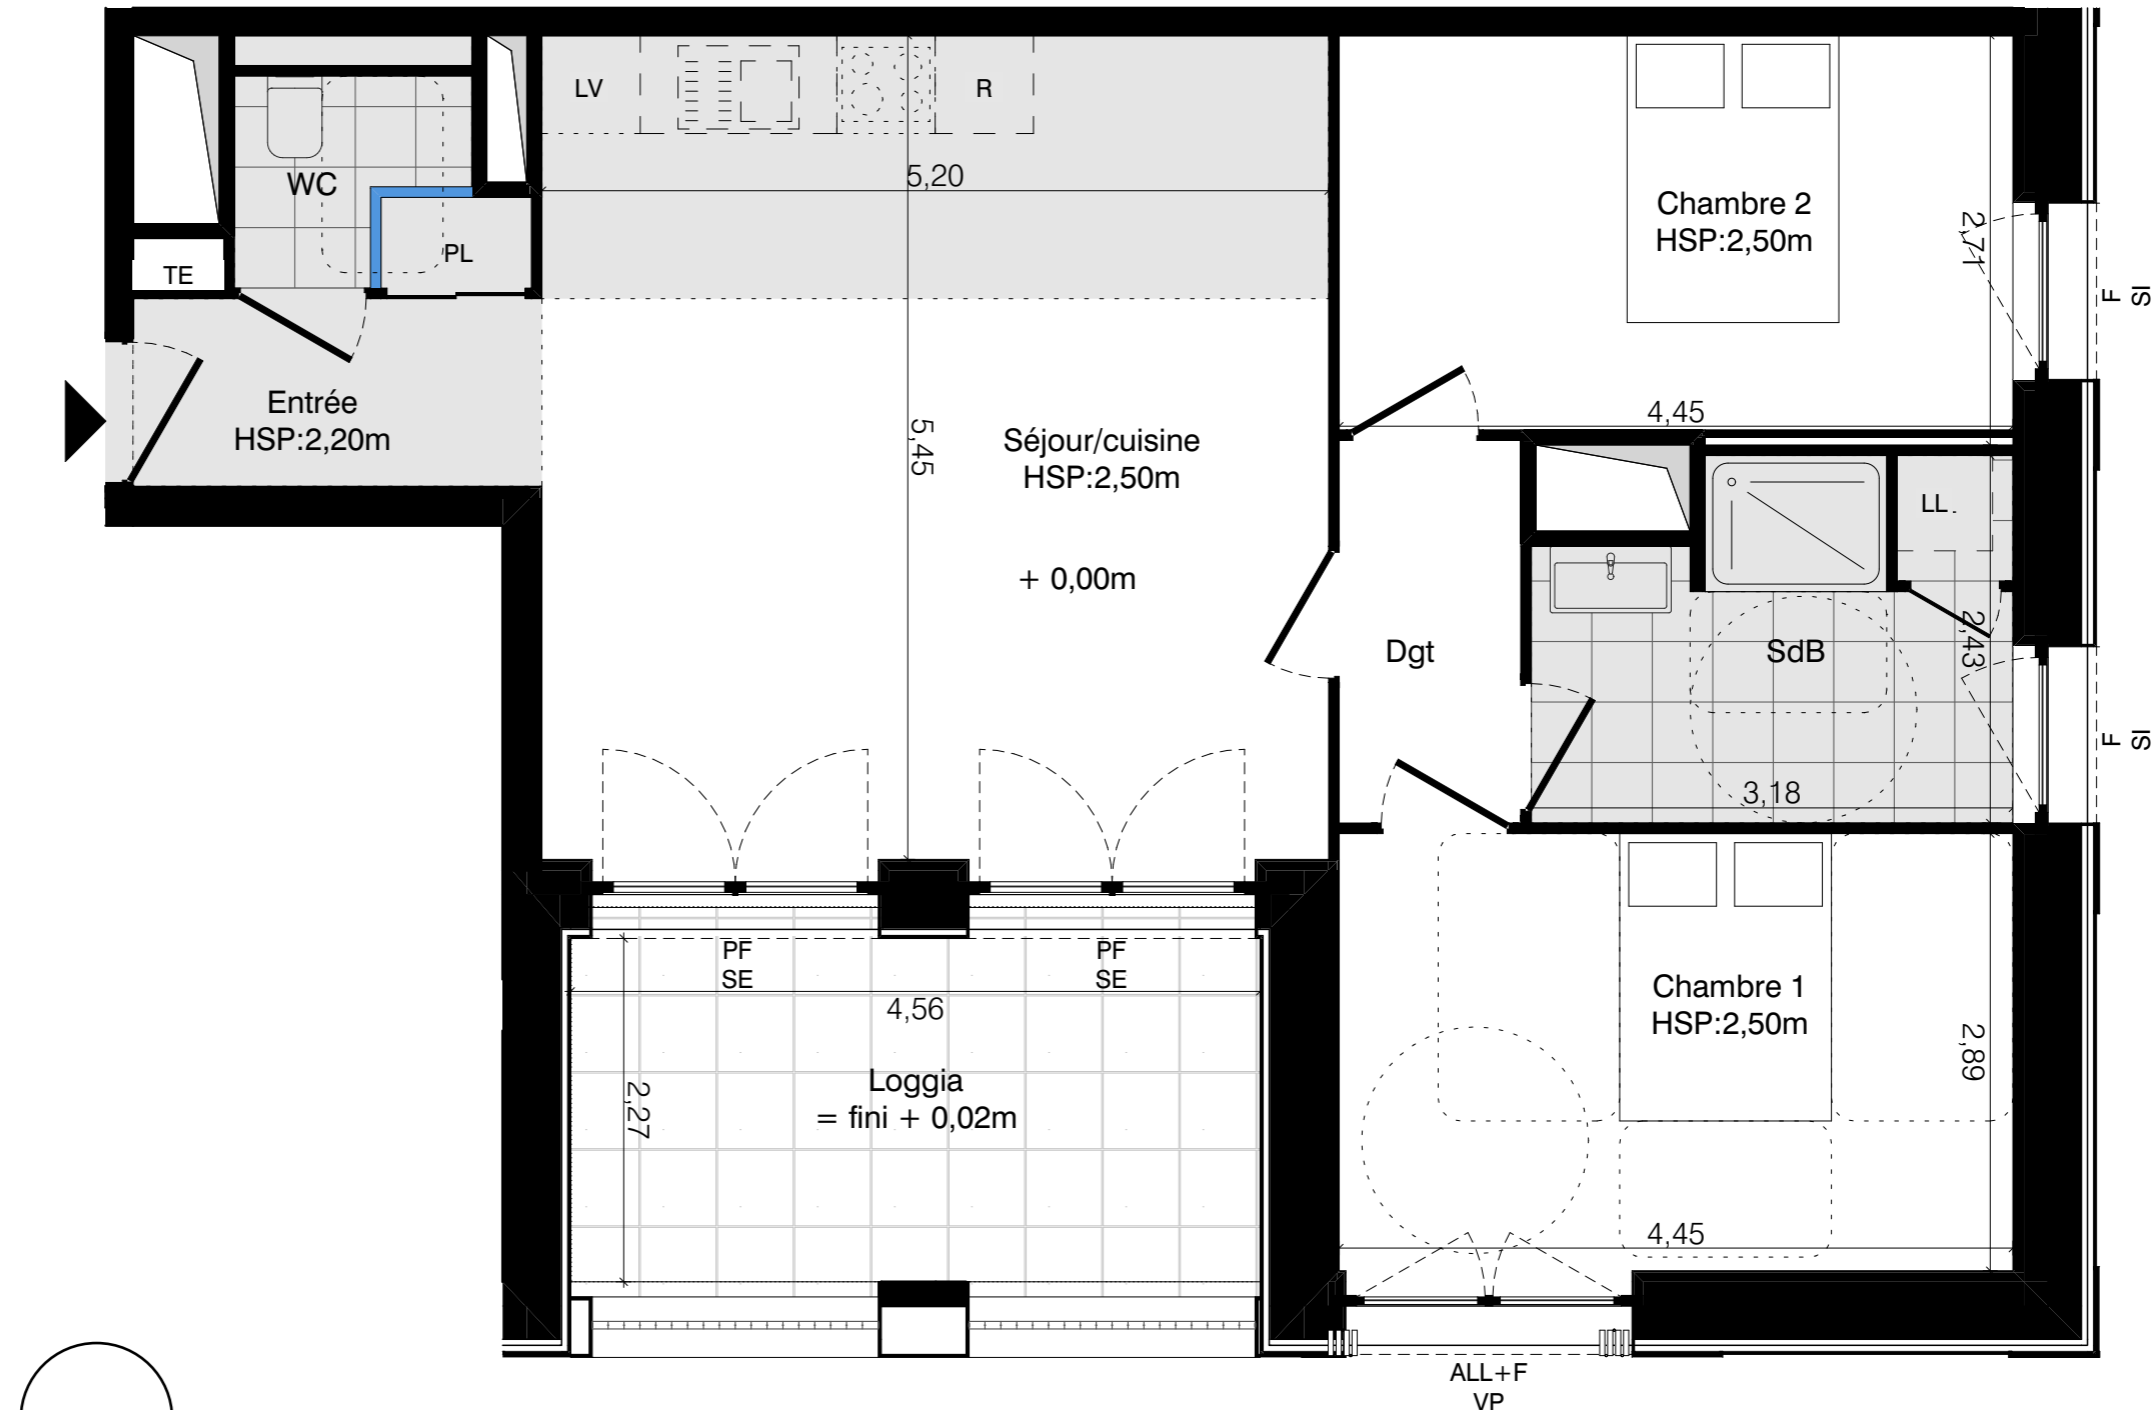 LV
R
5,20
WC
PL
TE
Chambre 2
HSP:2,50m
2,71
F
SI
Entrée
HSP:2,20m
4,45
5,45
Séjour/cuisine
HSP:2,50m
LL.
+ 0,00m
Dgt
SdB
2,43
F
SI
3,18
PF
SE
PF
SE
4,56
Chambre 1
HSP:2,50m
2,89
Loggia
= fini + 0,02m
2,27
4,45
ALL+F
VP